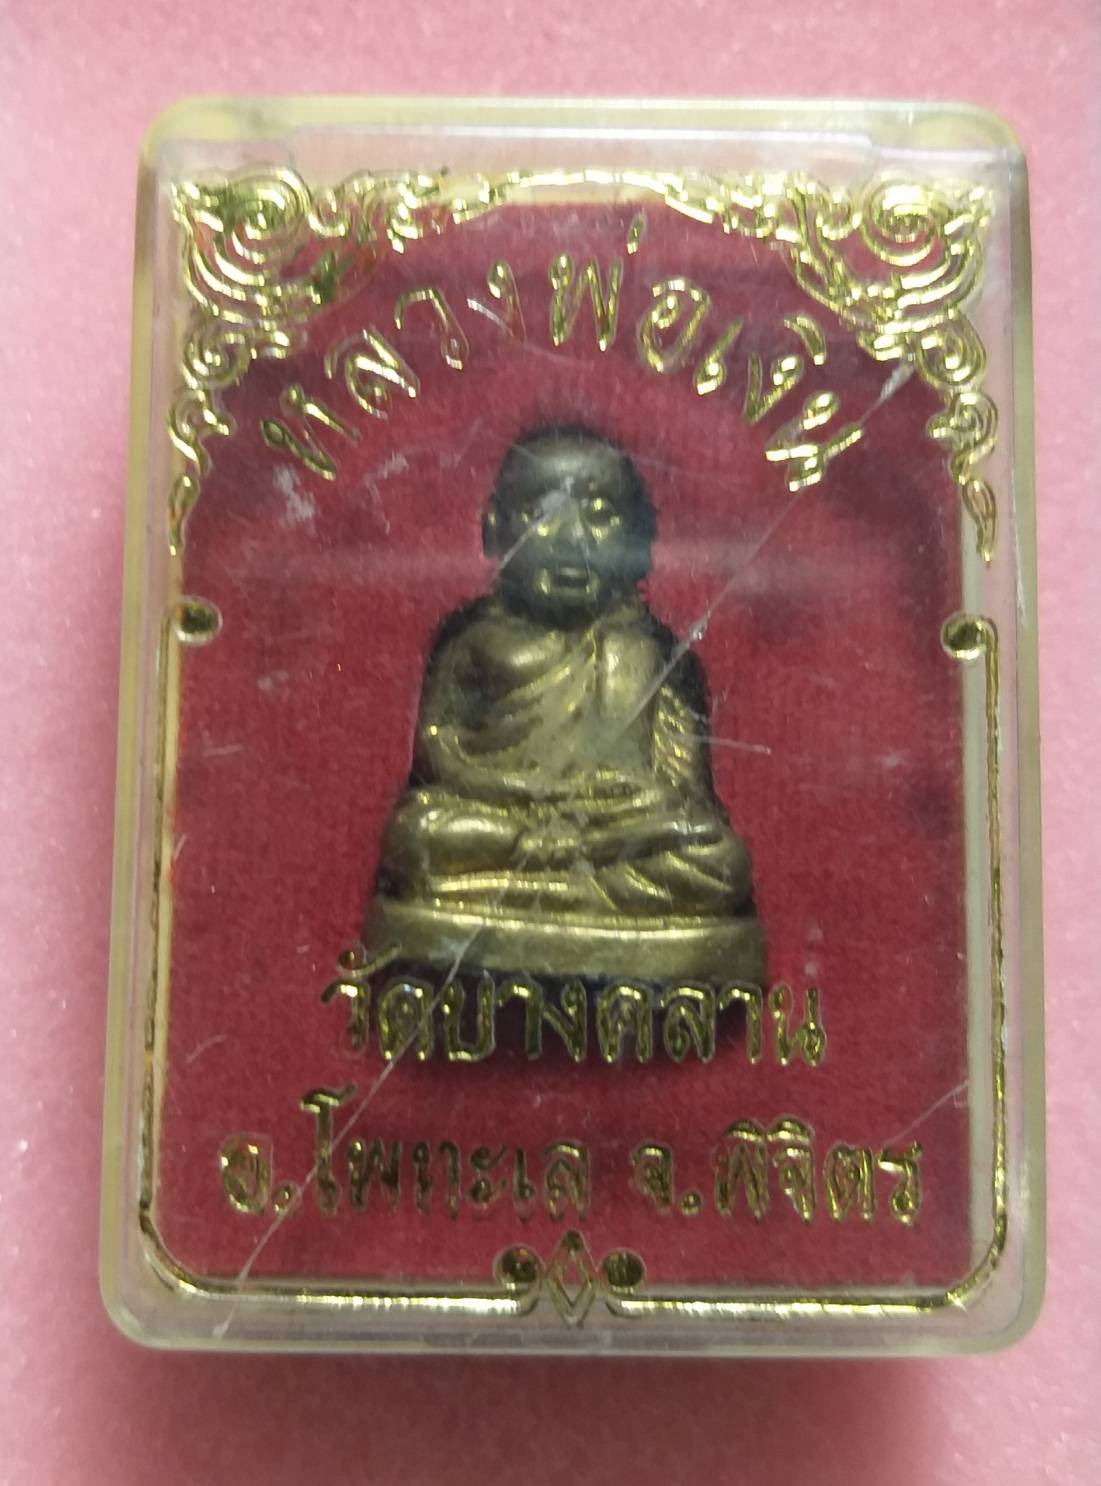 หลวงพ่อเงิน
วัดบางคลาน
อ.โพทะเล จ.พิจิตร